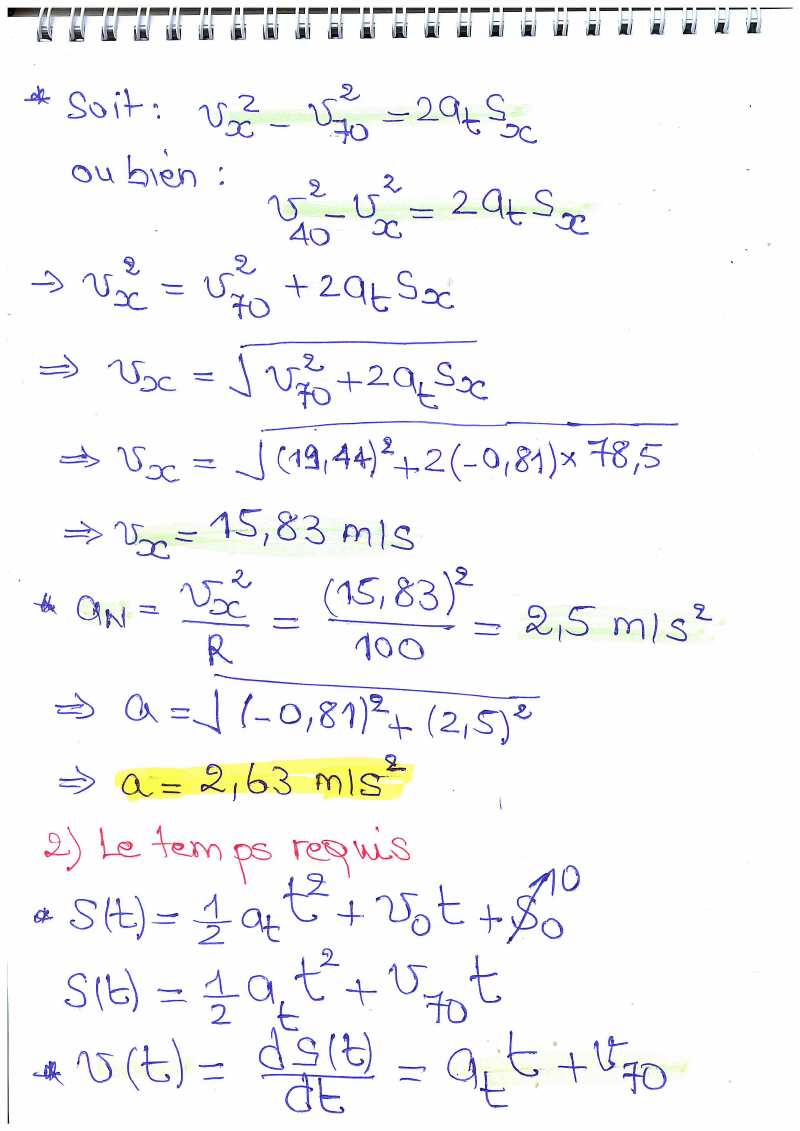 * Soit : v_x² - v_70² = 2a_t S_x
ou bien :
v_40² - v_x² = 2a_t S_x
→ v_x² = v_70² + 2a_t S_x
⇒ v_x = √(v_70² + 2a_t S_x)
⇒ v_x = √((19,44)² + 2(-0,81) × 78,5)
⇒ v_x = 15,83 m/s
* a_N = v_x²/R = (15,83)²/100 = 2,5 m/s²
⇒ a = √((-0,81)² + (2,5)²)
⇒ a = 2,63 m/s²
2) Le temps requis
* S(t) = 1/2 a_t t² + v_0 t + S_0 ↗0
S(t) = 1/2 a_t t² + v_70 t
* v(t) = dS(t)/dt = a_t t + v_70